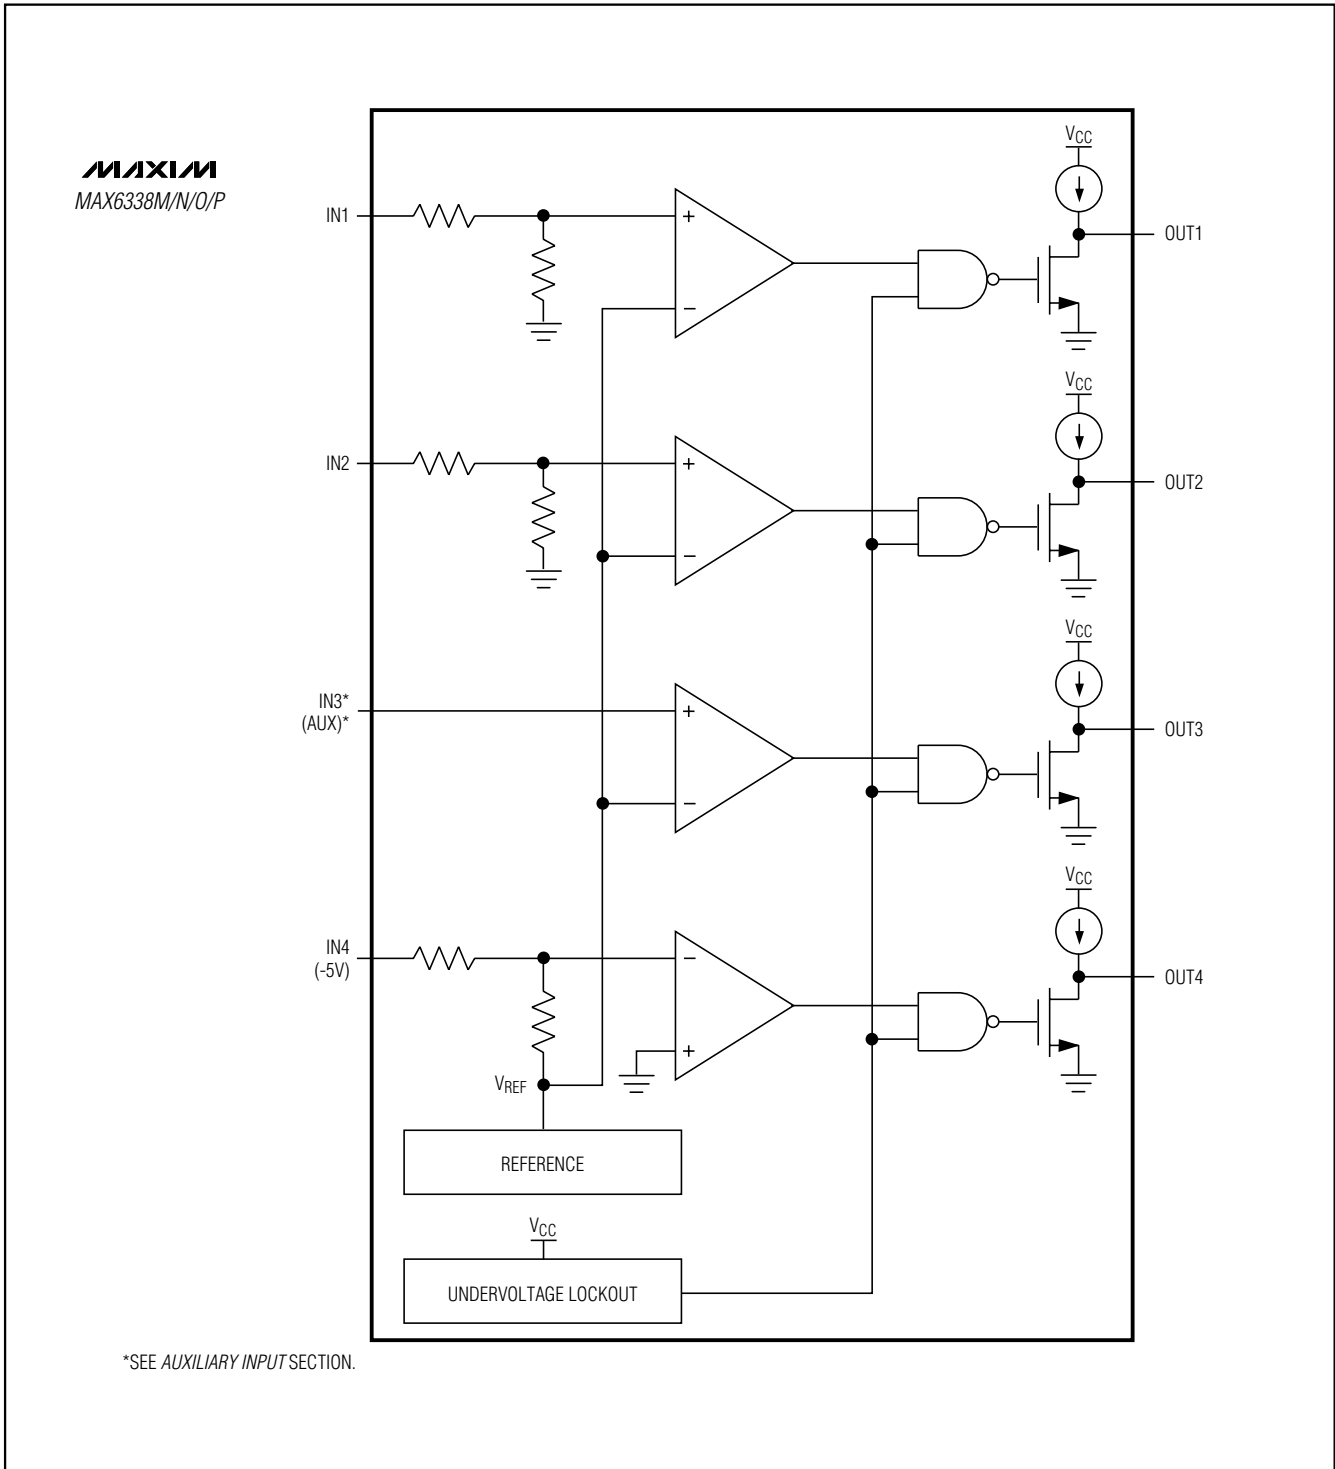 MAXIM
MAX6338M/N/O/P
VCC
IN1
+
OUT1
−
VCC
IN2
+
OUT2
−
VCC
IN3*
(AUX)*
+
OUT3
−
VCC
IN4
(-5V)
−
OUT4
+
VREF
REFERENCE
VCC
UNDERVOLTAGE LOCKOUT
*SEE AUXILIARY INPUT SECTION.